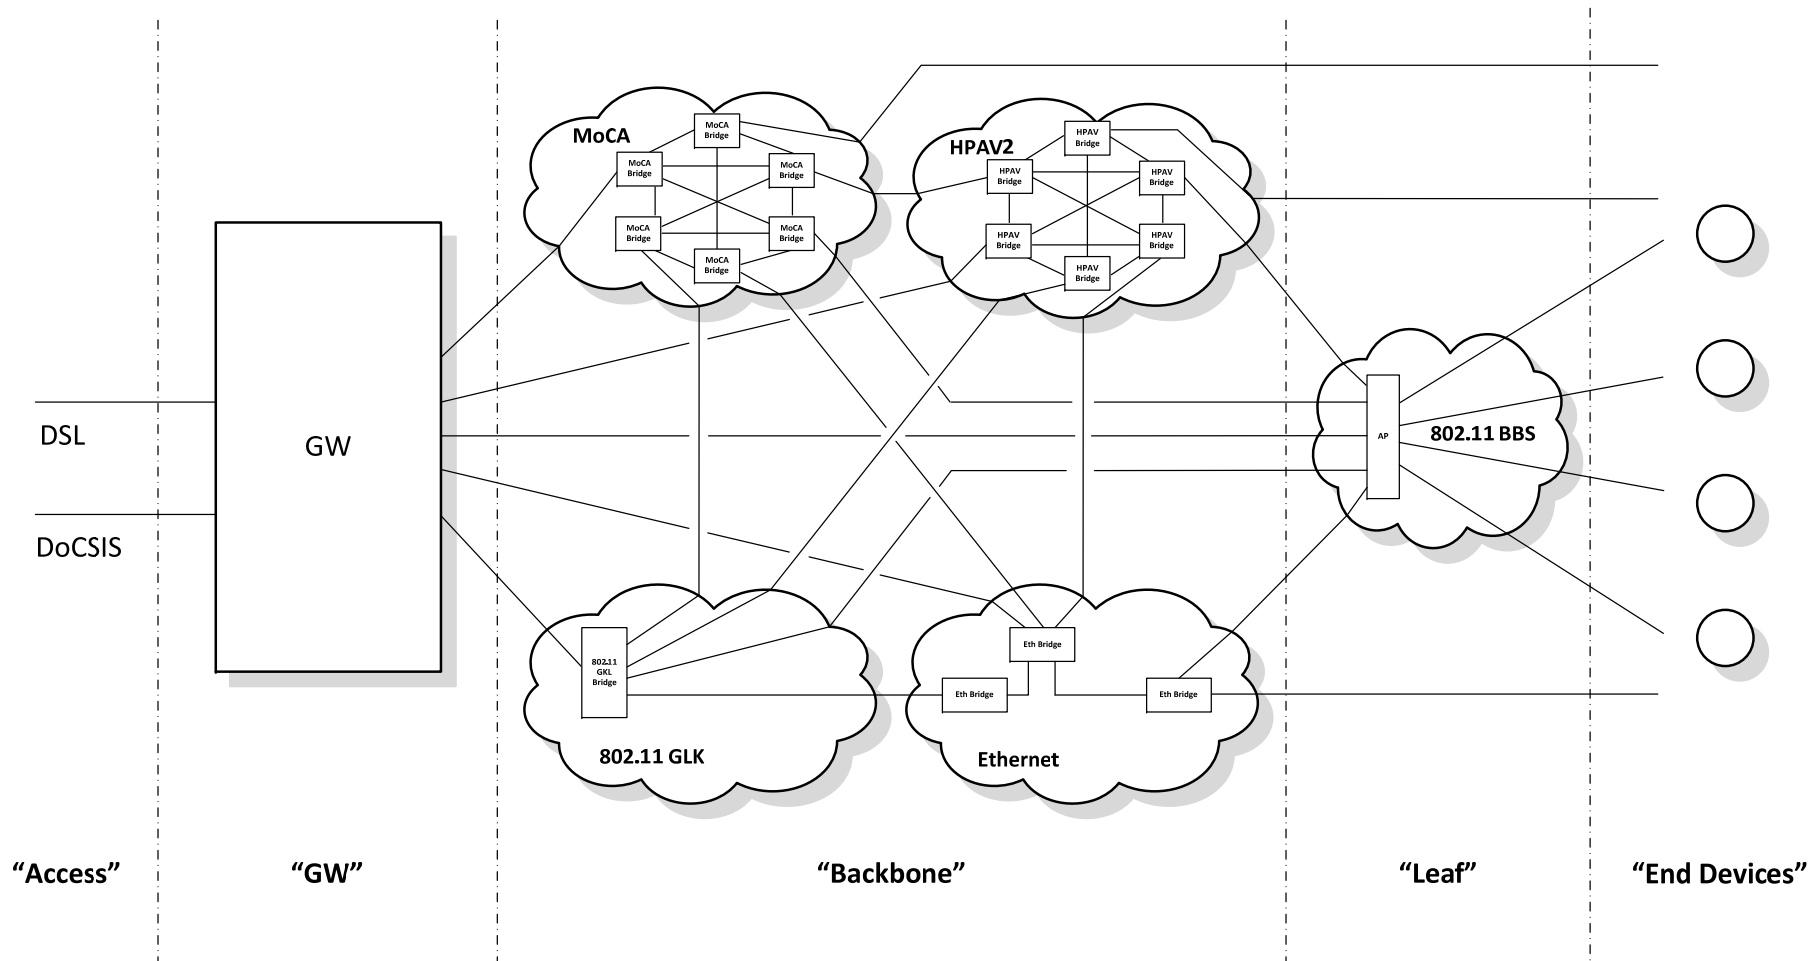 MoCA
MoCA
Bridge
MoCA
Bridge
MoCA
Bridge
MoCA
Bridge
MoCA
Bridge
MoCA
Bridge
HPAV2
HPAV
Bridge
HPAV
Bridge
HPAV
Bridge
HPAV
Bridge
HPAV
Bridge
HPAV
Bridge
DSL
GW
DoCSIS
AP
802.11 BBS
802.11
GKL
Bridge
802.11 GLK
Eth Bridge
Eth Bridge
Eth Bridge
Ethernet
“Access”
“GW”
“Backbone”
“Leaf”
“End Devices”